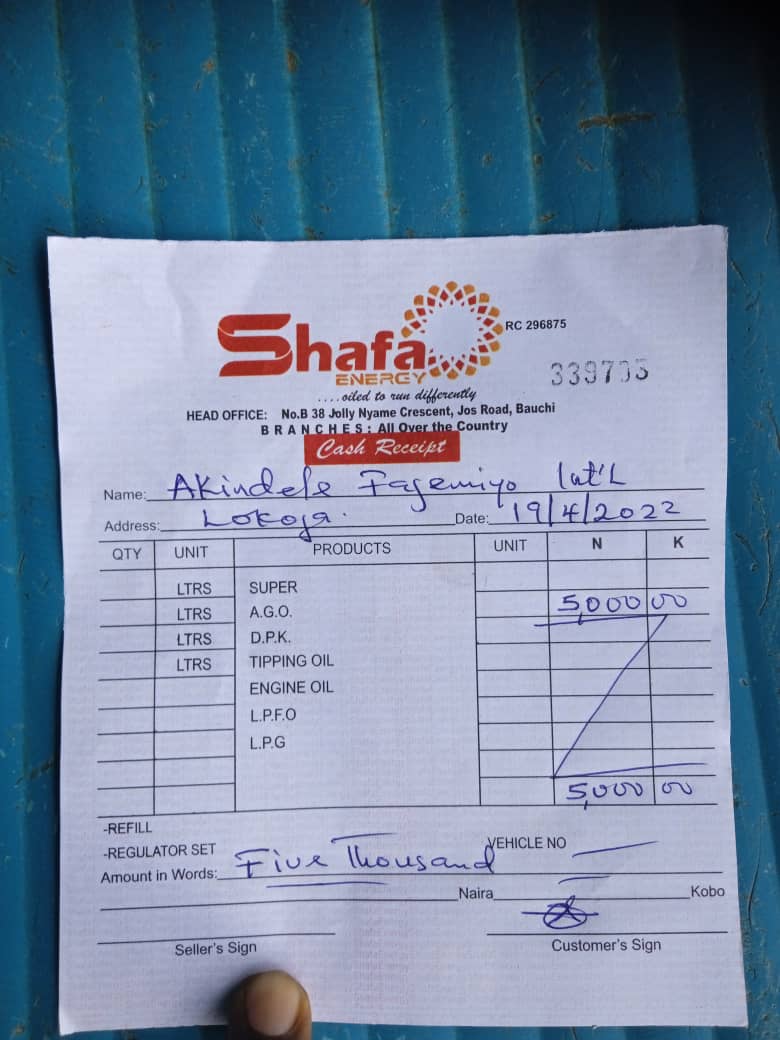 Shafa
ENERGY
RC 296875
....oiled to run differently
HEAD OFFICE: No.B 38 Jolly Nyame Crescent, Jos Road, Bauchi
BRANCHES: All Over the Country
Cash Receipt
Name: Akindele Fagemiyo Int'L
Address: Lokoja. Date: 19/4/2022
QTY UNIT PRODUCTS UNIT N K
LTRS SUPER
LTRS A.G.O. 5,000 00
LTRS D.P.K.
LTRS TIPPING OIL
ENGINE OIL
L.P.F.O
L.P.G
5,000 00
-REFILL
-REGULATOR SET VEHICLE NO
Amount in Words: Five Thousand
Naira Kobo
Seller's Sign Customer's Sign